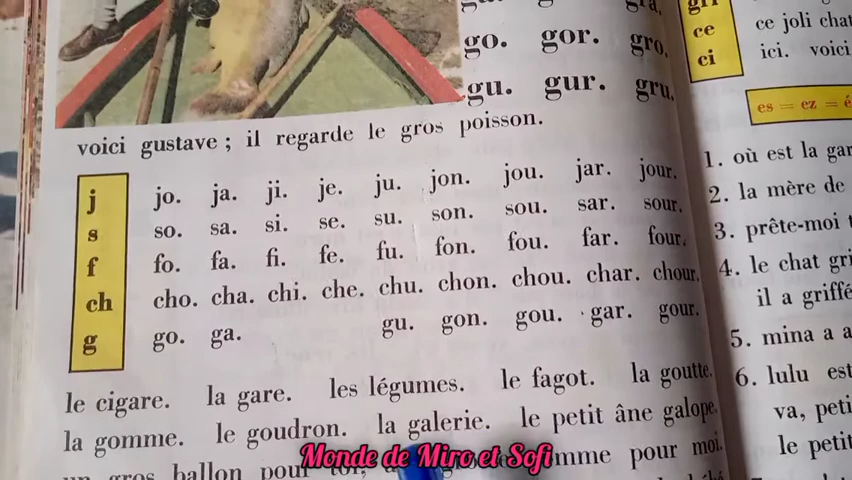 gra.
go. gor. gro.
gu. gur. gru.
voici gustave ; il regarde le gros poisson.
j jo. ja. ji. je. ju. jon. jou. jar. jour.
s so. sa. si. se. su. son. sou. sar. sour.
f fo. fa. fi. fe. fu. fon. fou. far. four.
ch cho. cha. chi. che. chu. chon. chou. char. chour.
g go. ga. gu. gon. gou. gar. gour.
le cigare. la gare. les légumes. le fagot. la goutte.
la gomme. le goudron. la galerie. le petit âne galope.
un gros ballon pour toi, pour moi.
gri
ce
ci
ce joli chat
ici. voici
es = ez = é
1. où est la gar
2. la mère de
3. prête-moi
4. le chat gri
il a griffé
5. mina a a
6. lulu est
va, peti
le petit
Monde de Miro et Sofi